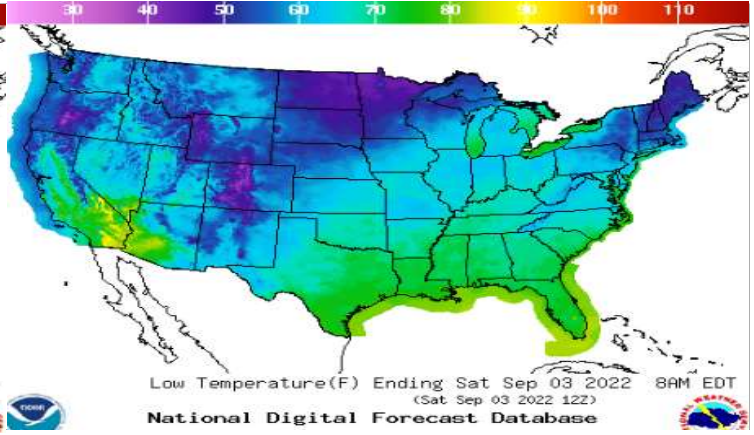 30 40 50 60 70 80 90 100 110
Low Temperature(F) Ending Sat Sep 03 2022 8AM EDT
(Sat Sep 03 2022 12Z)
National Digital Forecast Database
NOAA